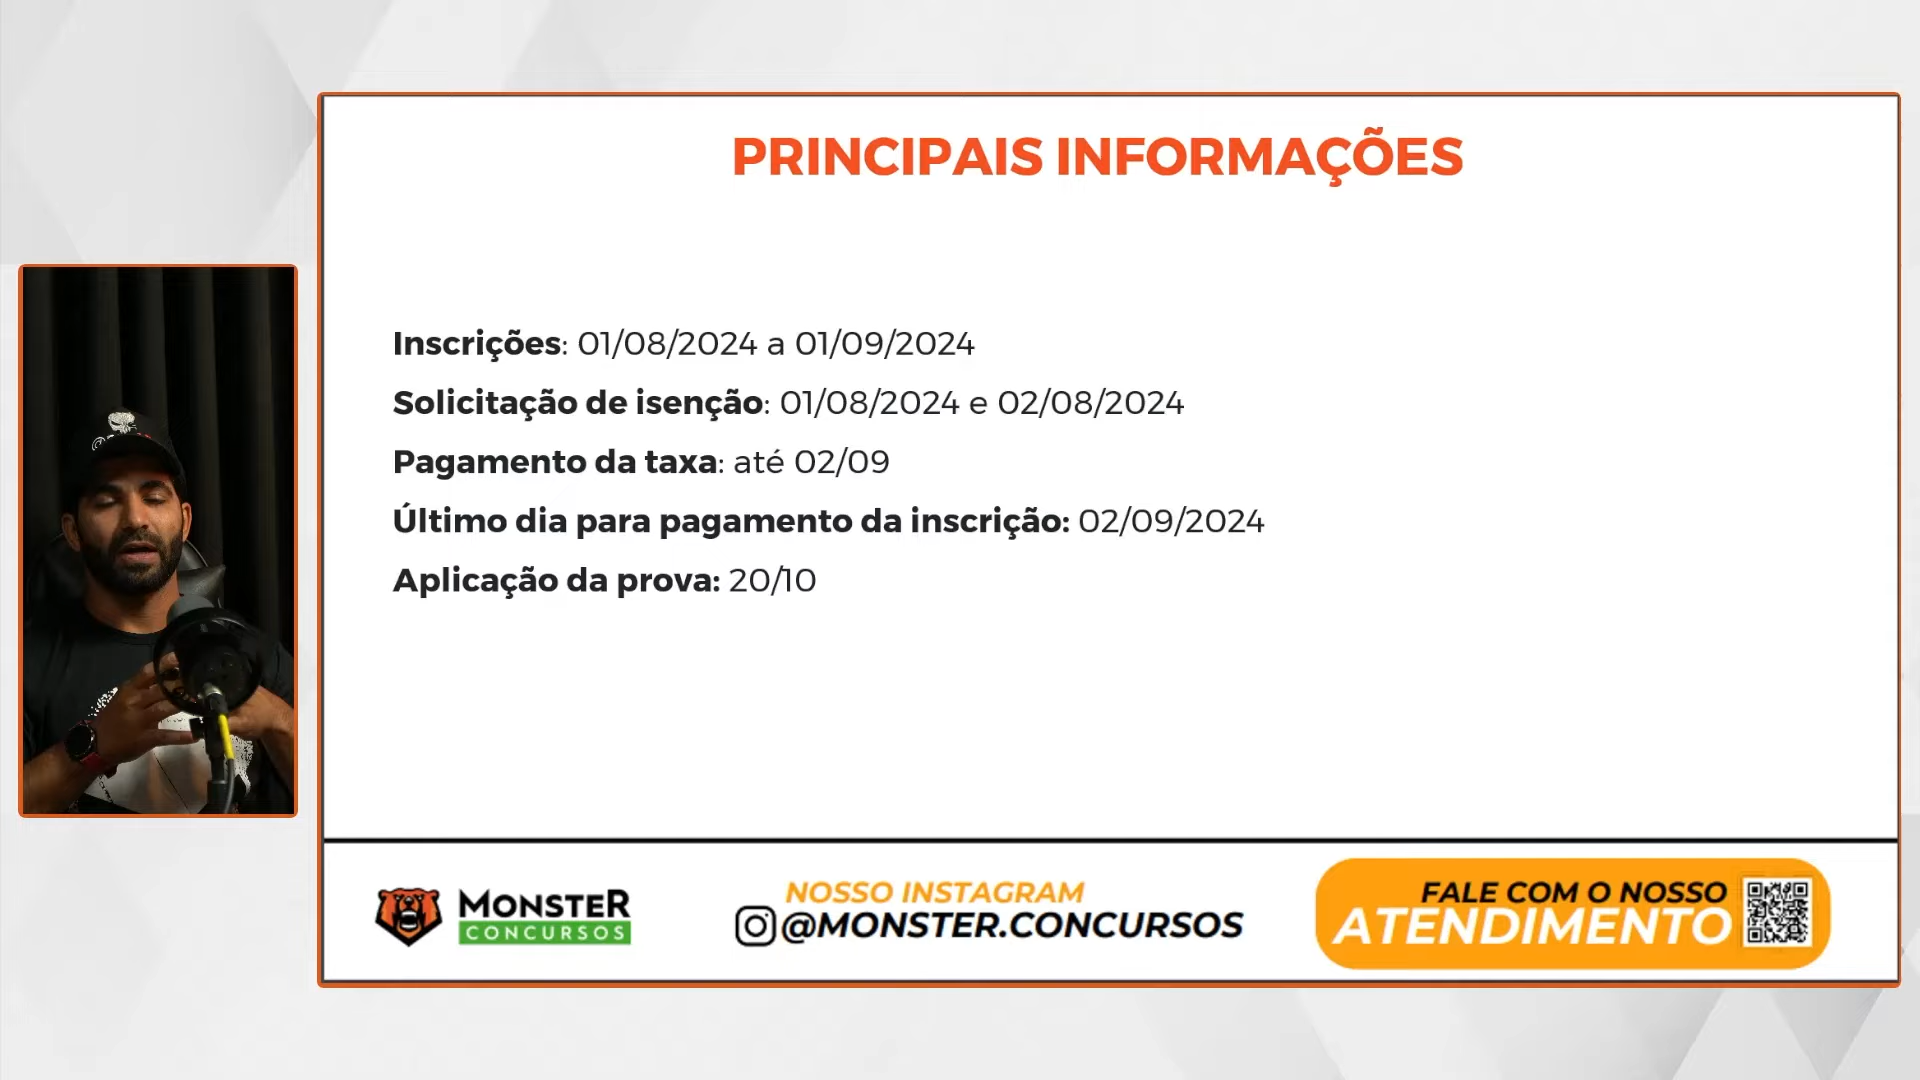 PRINCIPAIS INFORMAÇÕES
Inscrições: 01/08/2024 a 01/09/2024
Solicitação de isenção: 01/08/2024 e 02/08/2024
Pagamento da taxa: até 02/09
Último dia para pagamento da inscrição: 02/09/2024
Aplicação da prova: 20/10
MONSTER
CONCURSOS
NOSSO INSTAGRAM
@MONSTER.CONCURSOS
FALE COM O NOSSO
ATENDIMENTO